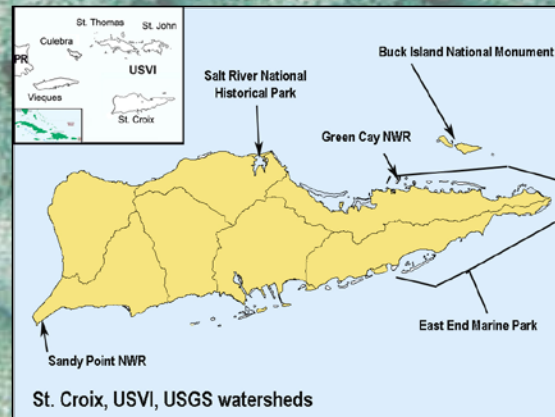 St. Thomas
St. John
Culebra
PR
USVI
Vieques
St. Croix
Buck Island National Monument
Salt River National
Historical Park
Green Cay NWR
East End Marine Park
Sandy Point NWR
St. Croix, USVI, USGS watersheds